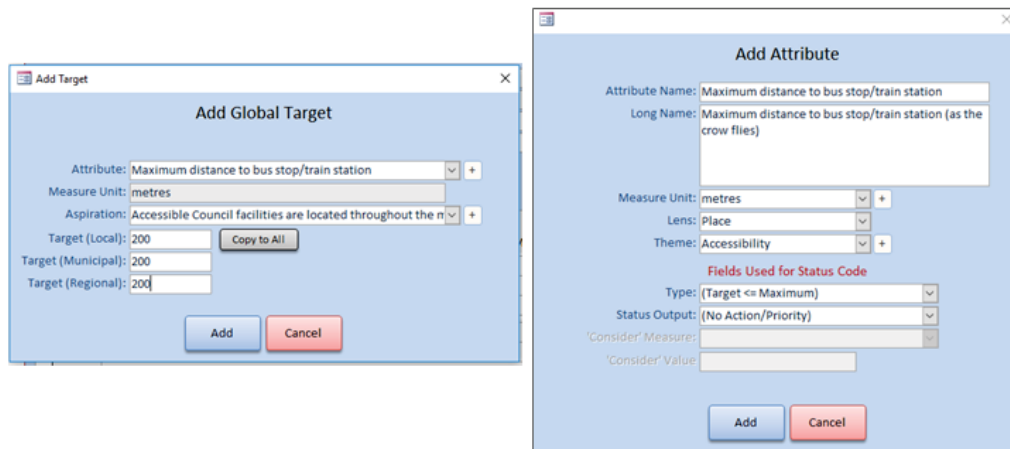 Add Target
Add Global Target
Attribute: Maximum distance to bus stop/train station +
Measure Unit: metres
Aspiration: Accessible Council facilities are located throughout the +
Target (Local): 200 Copy to All
Target (Municipal): 200
Target (Regional): 200
Add Cancel
Add Attribute
Attribute Name: Maximum distance to bus stop/train station
Long Name: Maximum distance to bus stop/train station (as the
crow flies)
Measure Unit: metres +
Lens: Place
Theme: Accessibility +
Fields Used for Status Code
Type: (Target <= Maximum)
Status Output: (No Action/Priority)
'Consider' Measure:
'Consider' Value
Add Cancel